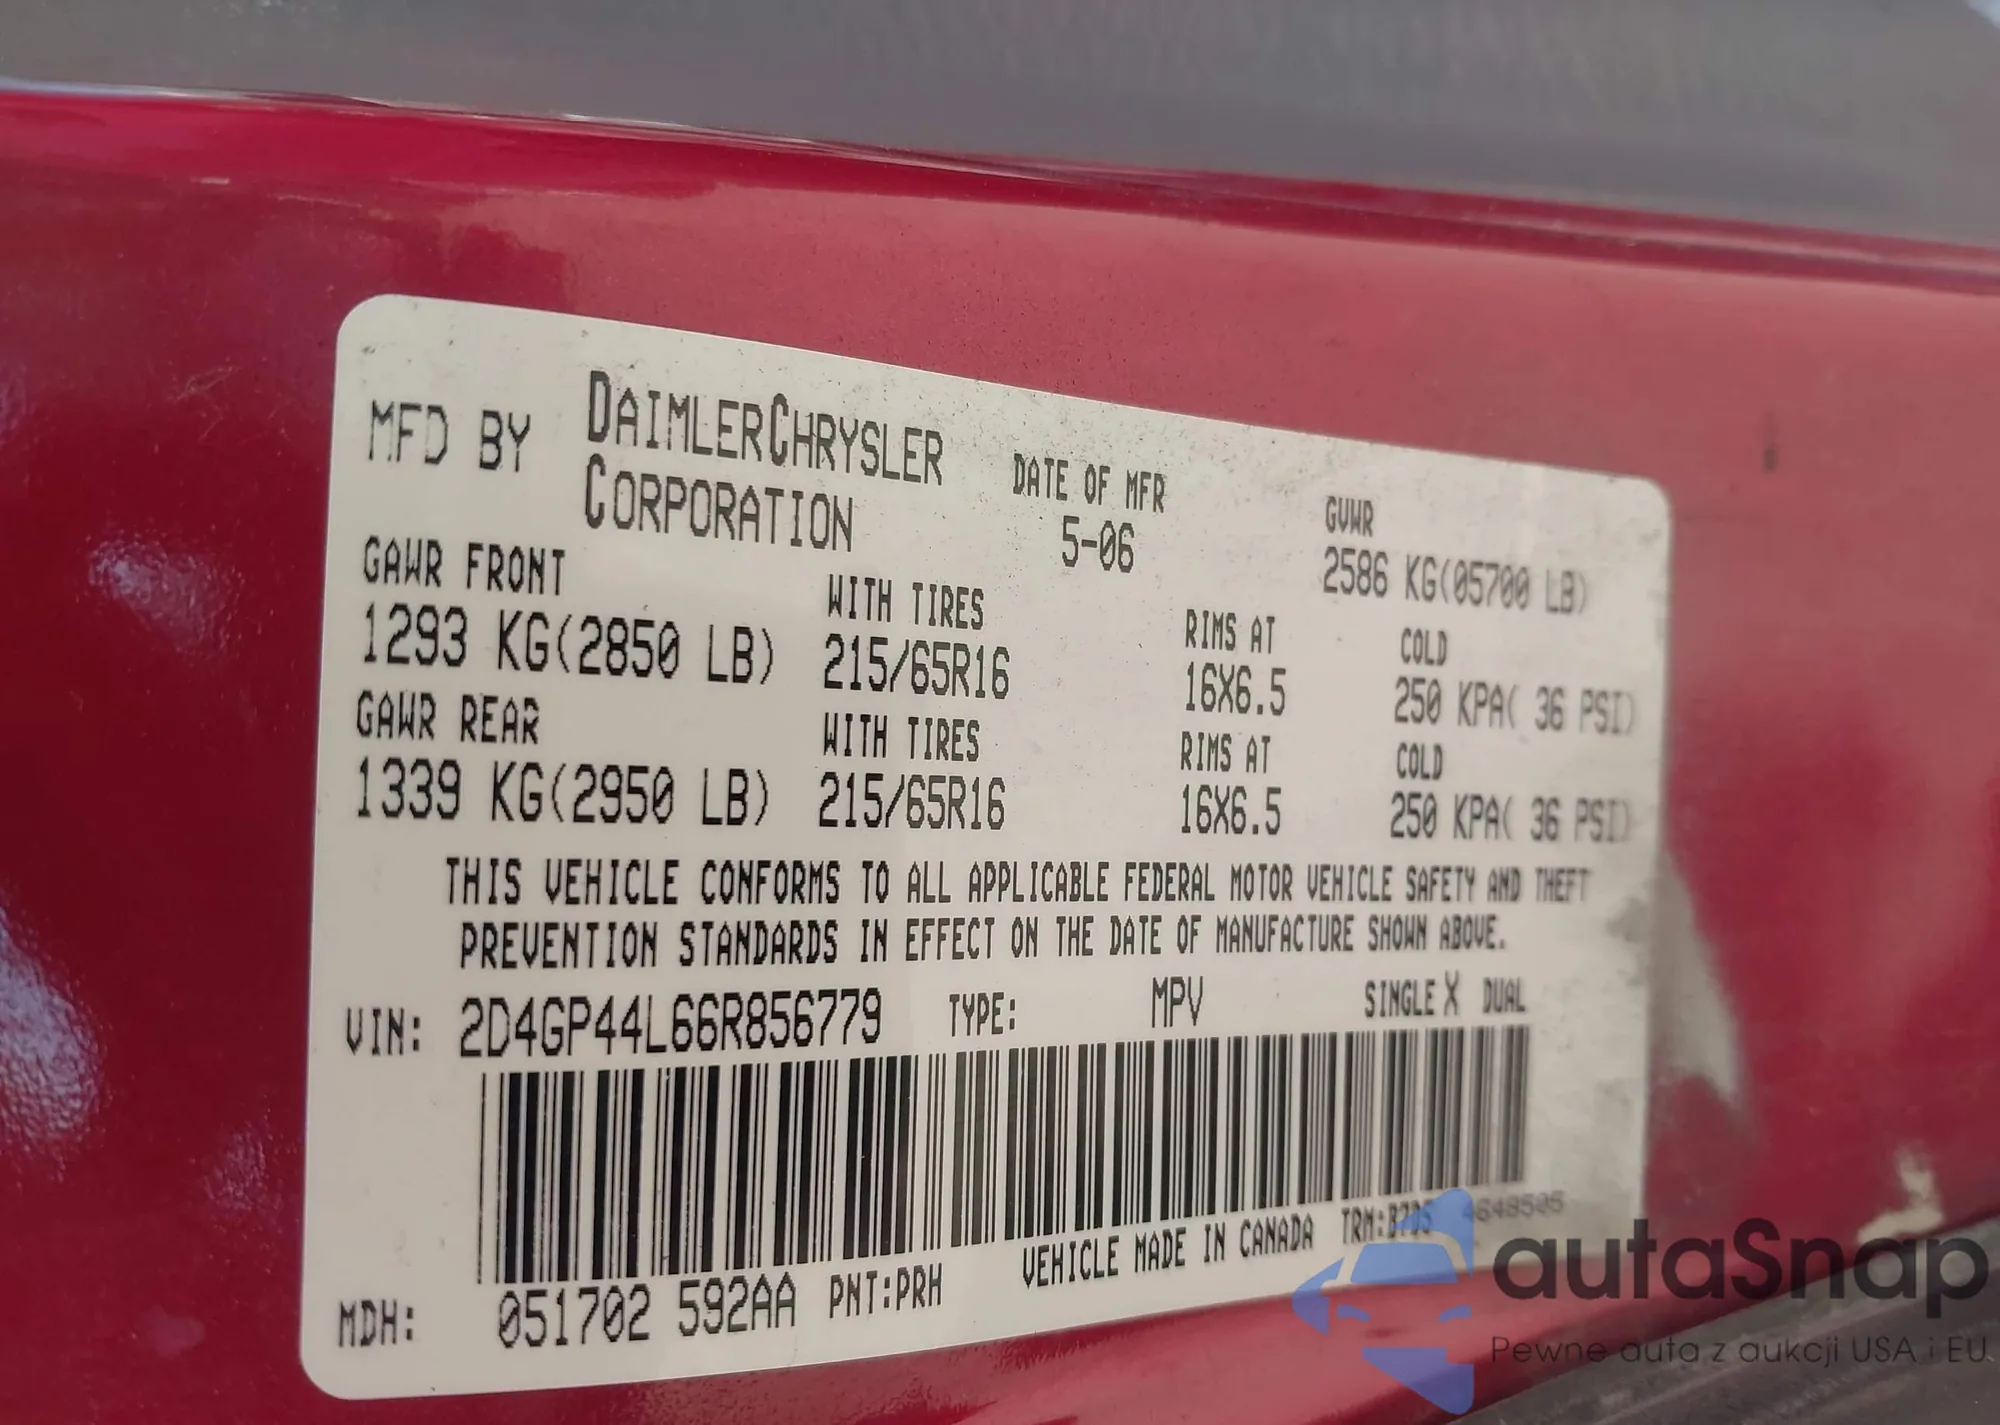 MFD BY DAIMLERCHRYSLER CORPORATION
DATE OF MFR 5-06
GVWR 2586 KG(05700 LB)
GAWR FRONT WITH TIRES RIMS AT COLD
1293 KG(2850 LB) 215/65R16 16X6.5 250 KPA( 36 PSI)
GAWR REAR WITH TIRES RIMS AT COLD
1339 KG(2950 LB) 215/65R16 16X6.5 250 KPA( 36 PSI)
THIS VEHICLE CONFORMS TO ALL APPLICABLE FEDERAL MOTOR VEHICLE SAFETY AND THEFT
PREVENTION STANDARDS IN EFFECT ON THE DATE OF MANUFACTURE SHOWN ABOVE.
VIN: 2D4GP44L66R856779 TYPE: MPV SINGLE X DUAL
MDH: 051702 592AA PNT:PRH VEHICLE MADE IN CANADA
autaSnap
Pewne auta z aukcji USA i EU